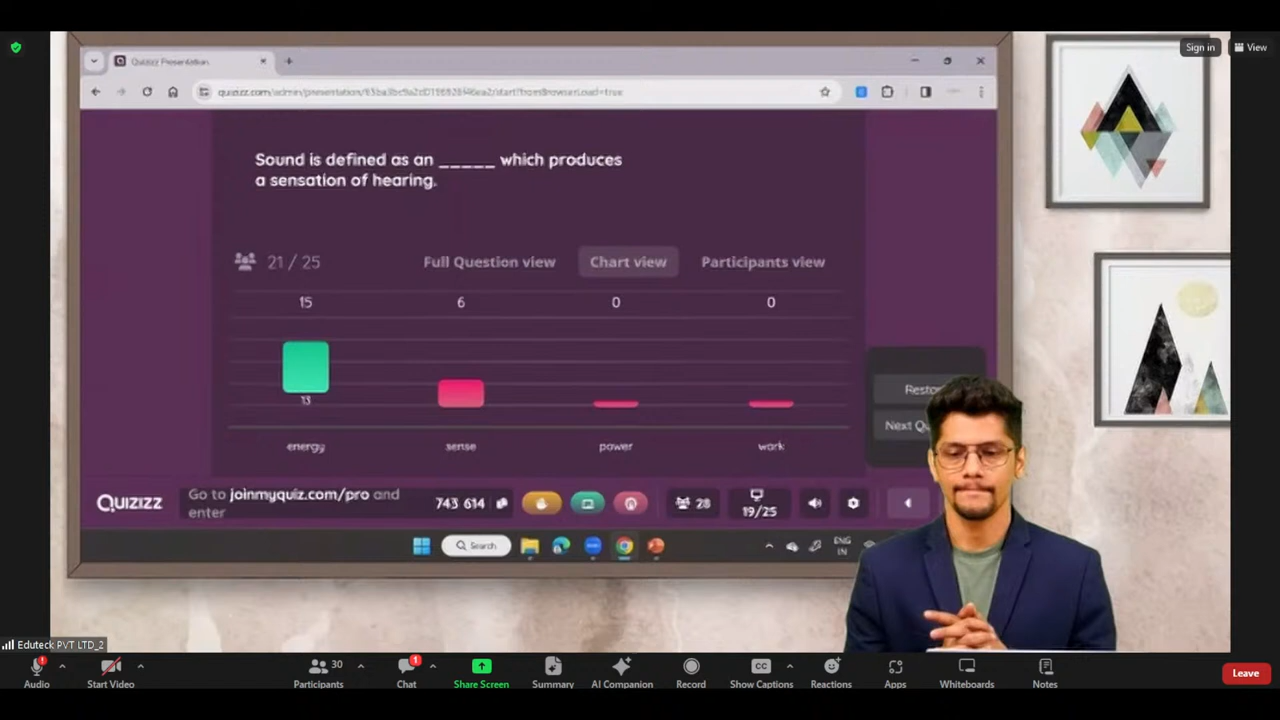 Sign in
View
Quizizz Presentation
Sound is defined as an _____ which produces
a sensation of hearing.
21 / 25
Full Question view
Chart view
Participants view
15
6
0
0
13
energy
sense
power
work
Next
QUIZIZZ
Go to joinmyquiz.com/pro and
enter
743 614
28
19/25
Search
ENG
IN
Eduteck PVT LTD_2
Audio
Start Video
30
Participants
1
Chat
Share Screen
Summary
AI Companion
Record
CC
Show Captions
Reactions
Apps
Whiteboards
Notes
Leave